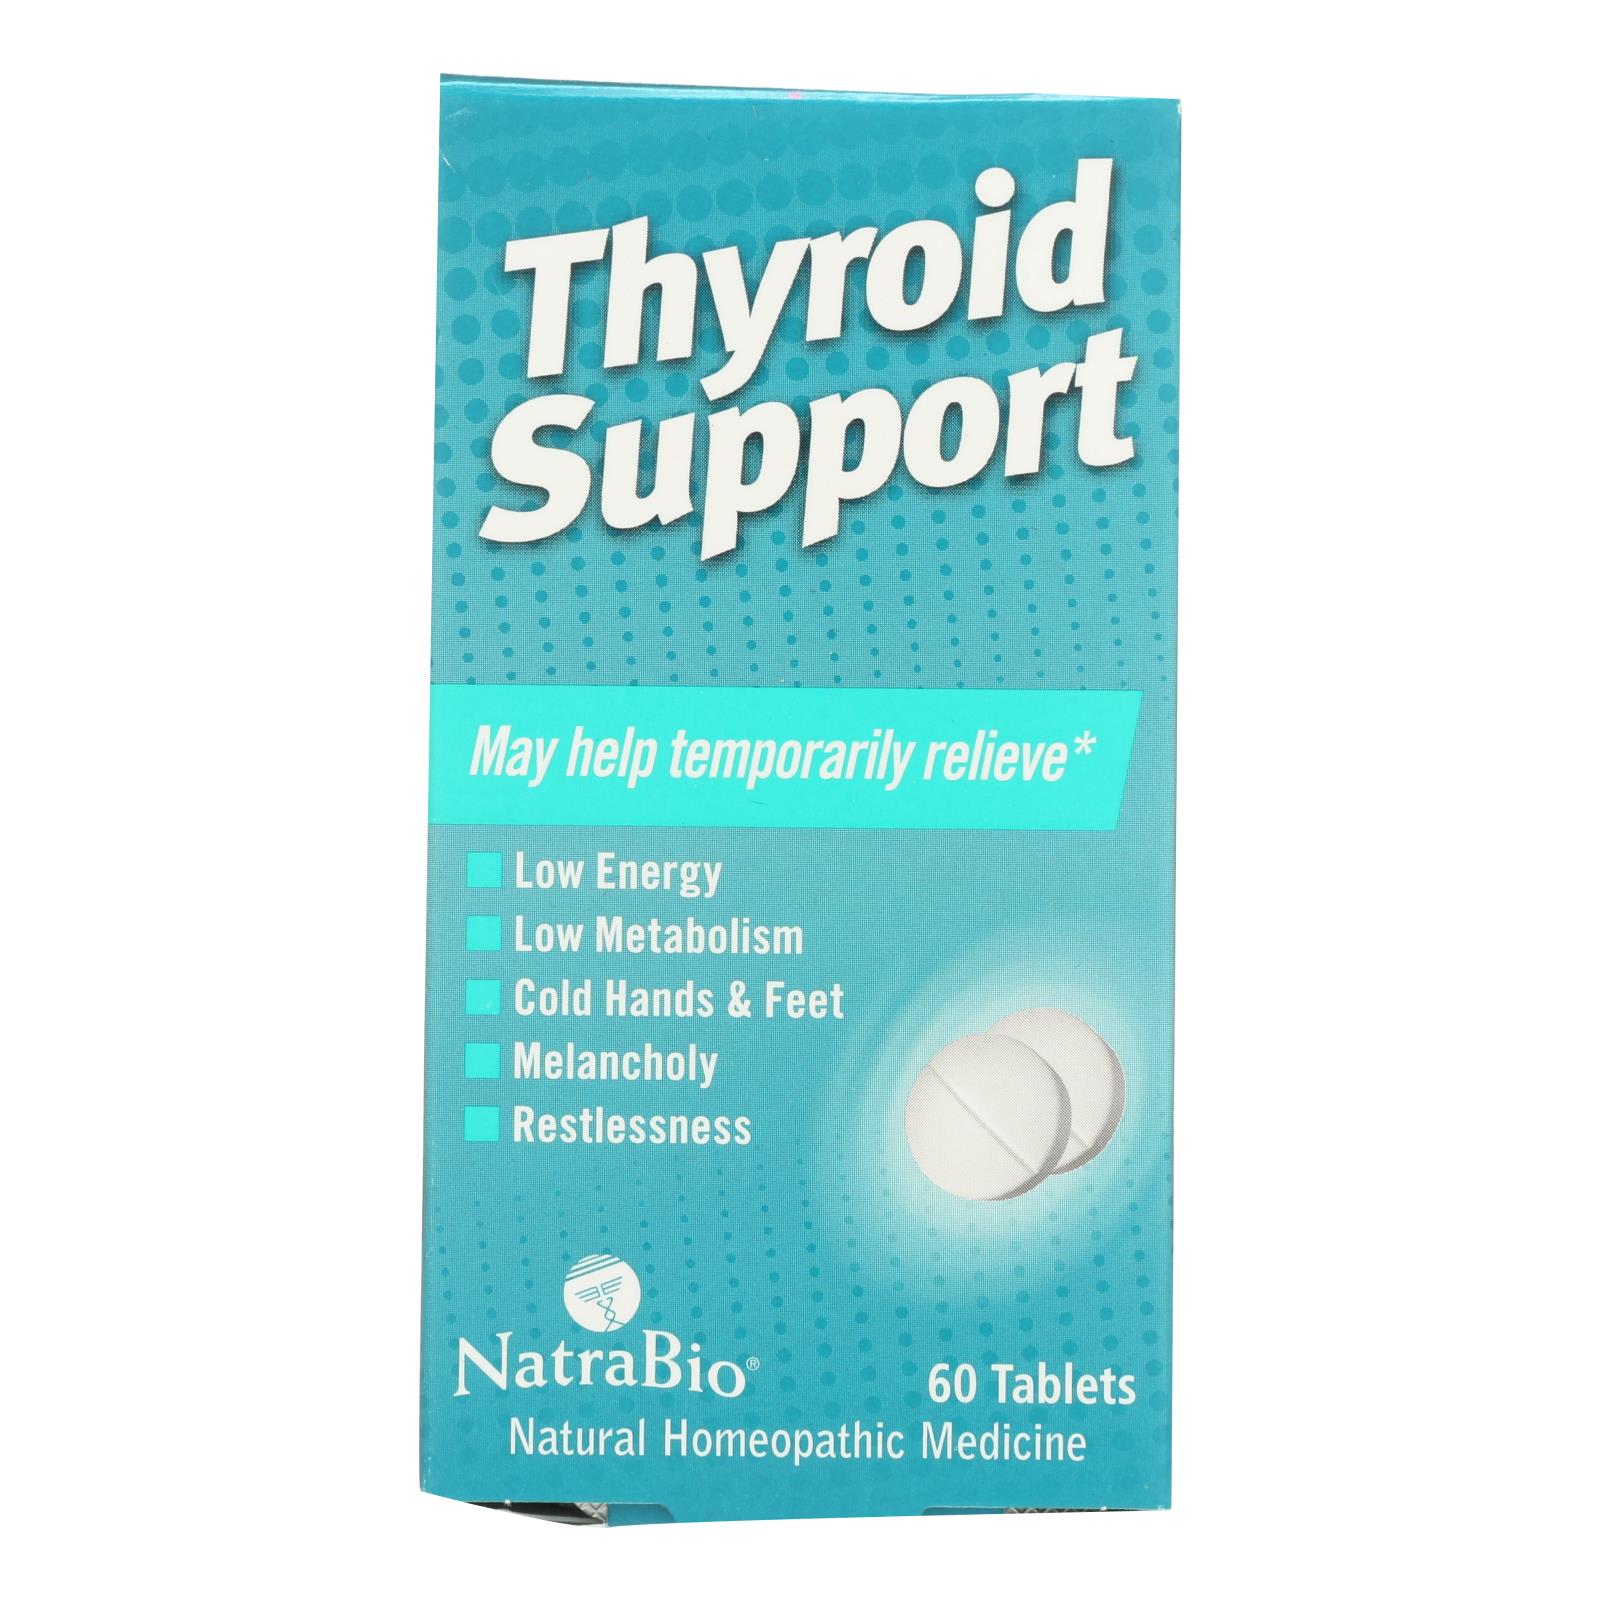 Thyroid
Support
May help temporarily relieve*
Low Energy
Low Metabolism
Cold Hands & Feet
Melancholy
Restlessness
NatraBio®
60 Tablets
Natural Homeopathic Medicine